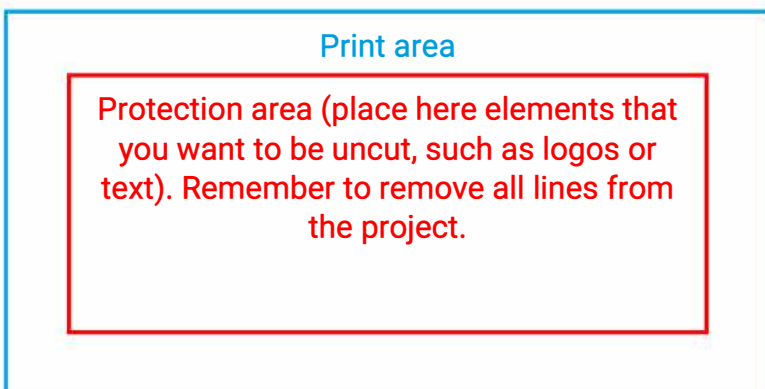 Print area
Protection area (place here elements that
you want to be uncut, such as logos or
text). Remember to remove all lines from
the project.